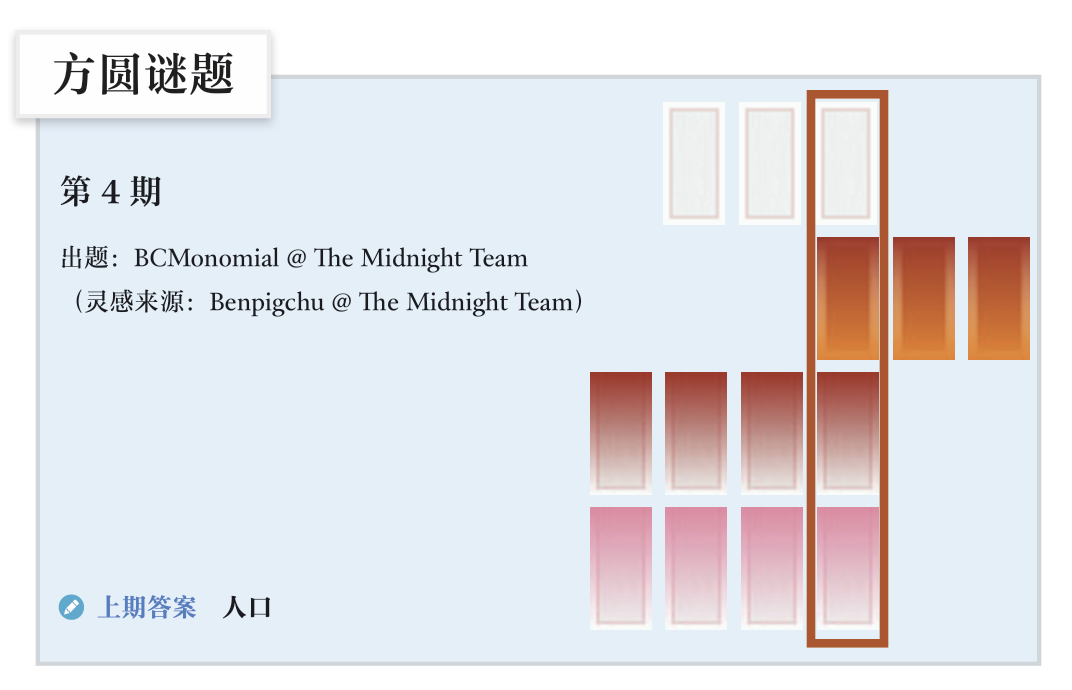 方圆谜题
第 4 期
出题：BCMonomial @ The Midnight Team
（灵感来源：Benpigchu @ The Midnight Team）
上期答案 人口